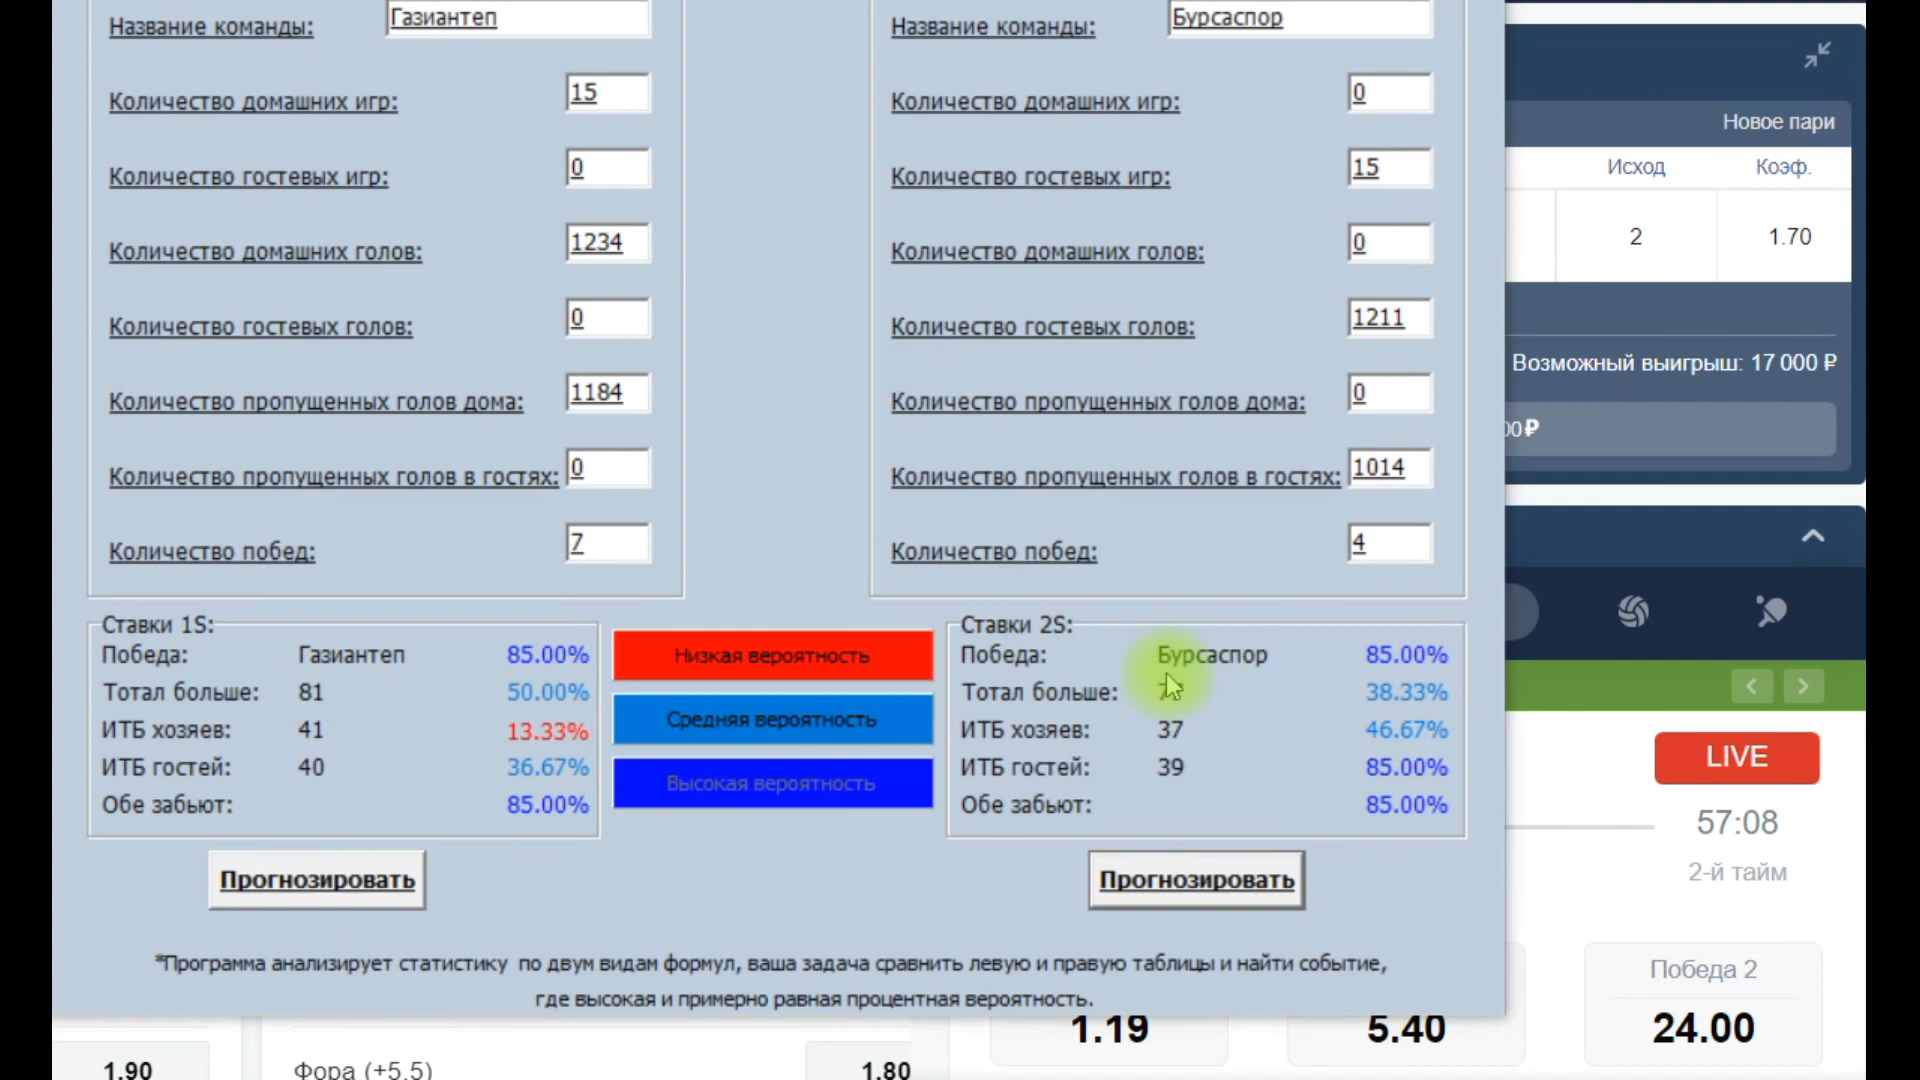 Название команды: Газиантеп
Количество домашних игр: 15
Количество гостевых игр: 0
Количество домашних голов: 1234
Количество гостевых голов: 0
Количество пропущенных голов дома: 1184
Количество пропущенных голов в гостях: 0
Количество побед: 7
Название команды: Бурсаспор
Количество домашних игр: 0
Количество гостевых игр: 15
Количество домашних голов: 0
Количество гостевых голов: 1211
Количество пропущенных голов дома: 0
Количество пропущенных голов в гостях: 1014
Количество побед: 4
Ставки 1S:
Победа: Газиантеп 85.00%
Тотал больше: 81 50.00%
ИТБ хозяев: 41 13.33%
ИТБ гостей: 40 36.67%
Обе забьют: 85.00%
Прогнозировать
Низкая вероятность
Средняя вероятность
Высокая вероятность
Ставки 2S:
Победа: Бурсаспор 85.00%
Тотал больше: 38.33%
ИТБ хозяев: 37 46.67%
ИТБ гостей: 39 85.00%
Обе забьют: 85.00%
Прогнозировать
*Программа анализирует статистику по двум видам формул, ваша задача сравнить левую и правую таблицы и найти событие,
где высокая и примерно равная процентная вероятность.
Новое пари
Исход Коэф.
2 1.70
Возможный выигрыш: 17 000 ₽
00₽
LIVE
57:08
2-й тайм
Победа 2
1.19 5.40 24.00
1.90 Фора (+5.5) 1.80